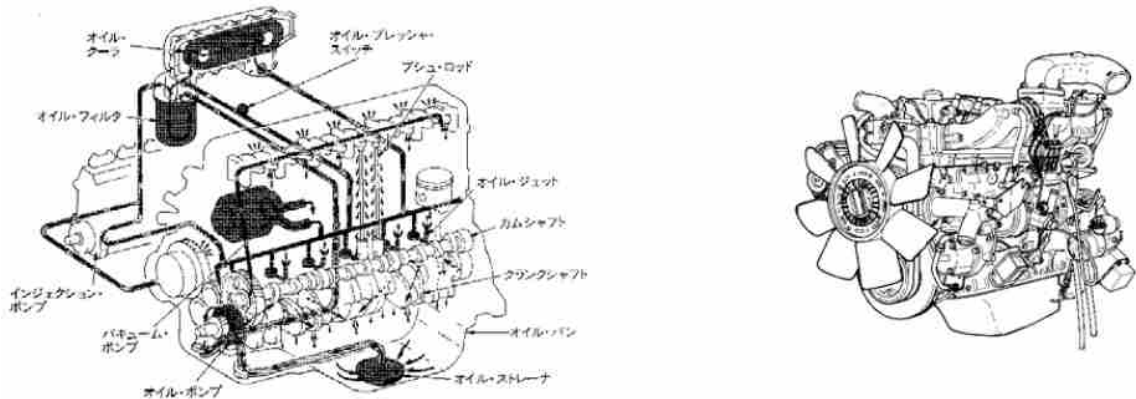 オイル・
クーラ
オイル・プレッシャ・
スイッチ
プシュ・ロッド
オイル・フィルタ
オイル・ジェット
カムシャフト
クランクシャフト
インジェクション・
ポンプ
バキューム・
ポンプ
オイル・パン
オイル・ストレーナ
オイル・ポンプ